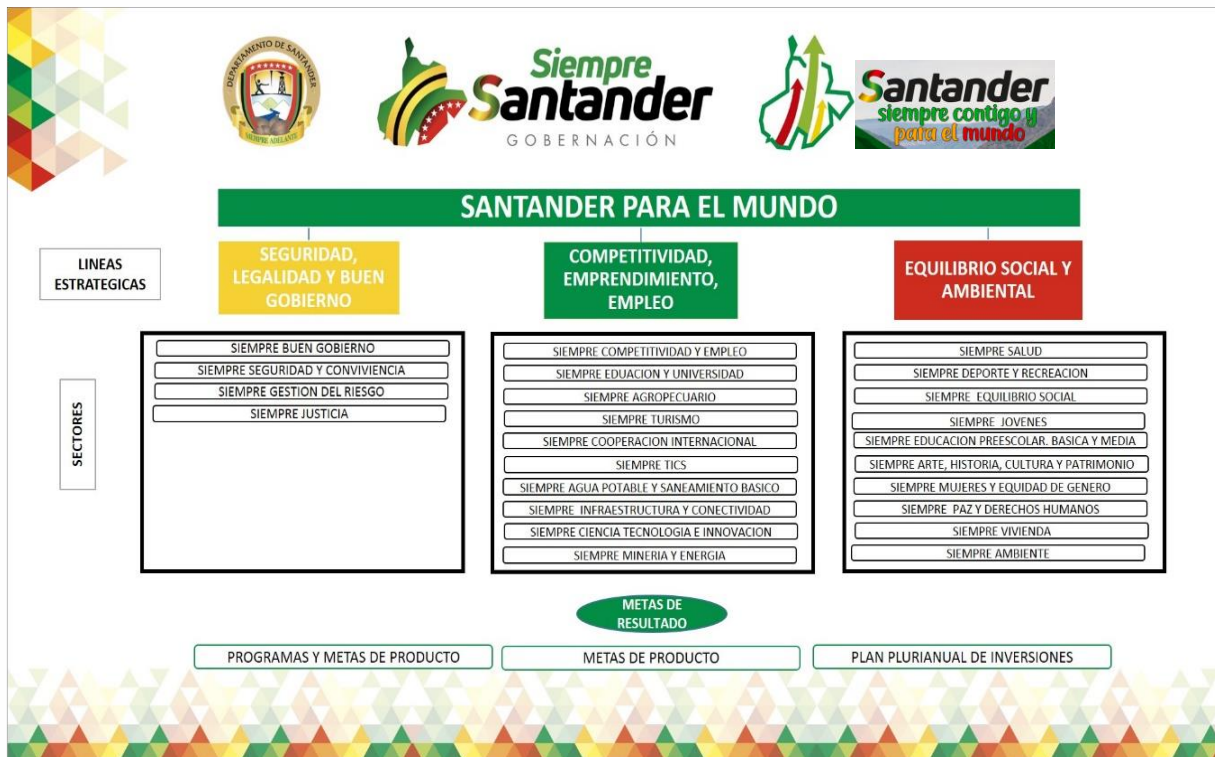 DEPARTAMENTO DE SANTANDER
SIEMPRE ADELANTE
Siempre
Santander
GOBERNACIÓN
Santander
siempre contigo y
para el mundo
SANTANDER PARA EL MUNDO
LINEAS
ESTRATEGICAS
SEGURIDAD,
LEGALIDAD Y BUEN
GOBIERNO
COMPETITIVIDAD,
EMPRENDIMIENTO,
EMPLEO
EQUILIBRIO SOCIAL Y
AMBIENTAL
SECTORES
SIEMPRE BUEN GOBIERNO
SIEMPRE SEGURIDAD Y CONVIVIENCIA
SIEMPRE GESTION DEL RIESGO
SIEMPRE JUSTICIA
SIEMPRE COMPETITIVIDAD Y EMPLEO
SIEMPRE EDUACION Y UNIVERSIDAD
SIEMPRE AGROPECUARIO
SIEMPRE TURISMO
SIEMPRE COOPERACION INTERNACIONAL
SIEMPRE TICS
SIEMPRE AGUA POTABLE Y SANEAMIENTO BASICO
SIEMPRE INFRAESTRUCTURA Y CONECTIVIDAD
SIEMPRE CIENCIA TECNOLOGIA E INNOVACION
SIEMPRE MINERIA Y ENERGIA
SIEMPRE SALUD
SIEMPRE DEPORTE Y RECREACION
SIEMPRE EQUILIBRIO SOCIAL
SIEMPRE JOVENES
SIEMPRE EDUCACION PREESCOLAR. BASICA Y MEDIA
SIEMPRE ARTE, HISTORIA, CULTURA Y PATRIMONIO
SIEMPRE MUJERES Y EQUIDAD DE GENERO
SIEMPRE PAZ Y DERECHOS HUMANOS
SIEMPRE VIVIENDA
SIEMPRE AMBIENTE
METAS DE
RESULTADO
PROGRAMAS Y METAS DE PRODUCTO
METAS DE PRODUCTO
PLAN PLURIANUAL DE INVERSIONES